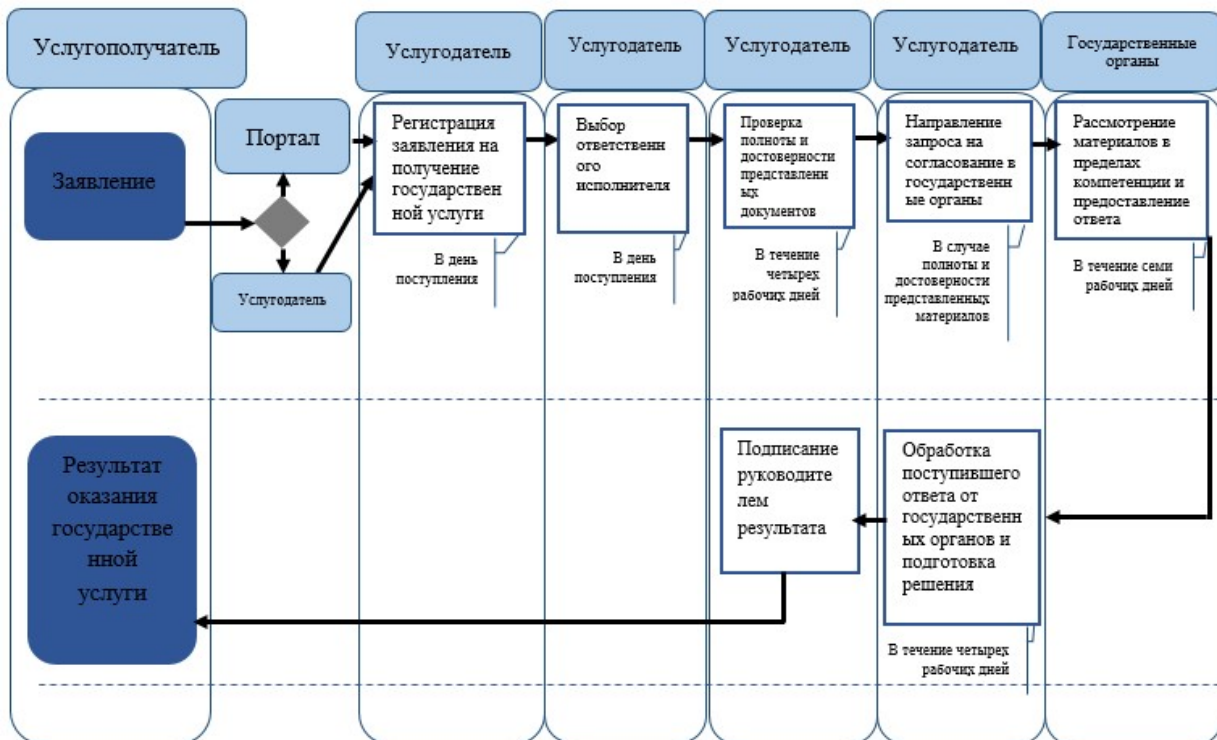 Услугополучатель
Услугодатель
Услугодатель
Услугодатель
Услугодатель
Государственные
органы
Заявление
Портал
Услугодатель
Регистрация
заявления на
получение
государствен
ной услуги
В день
поступления
Выбор
ответственн
ого
исполнителя
В день
поступления
Проверка
полноты и
достоверности
представленн
ых
документов
В течение
четырех
рабочих дней
Направление
запроса на
согласование в
государственн
ые органы
В случае
полноты и
достоверности
представленных
материалов
Рассмотрение
материалов в
пределах
компетенции и
предоставление
ответа
В течение семи
рабочих дней
Результат
оказания
государстве
нной
услуги
Подписание
руководите
лем
результата
Обработка
поступившего
ответа от
государственн
ых органов и
подготовка
решения
В течение четырех
рабочих дней